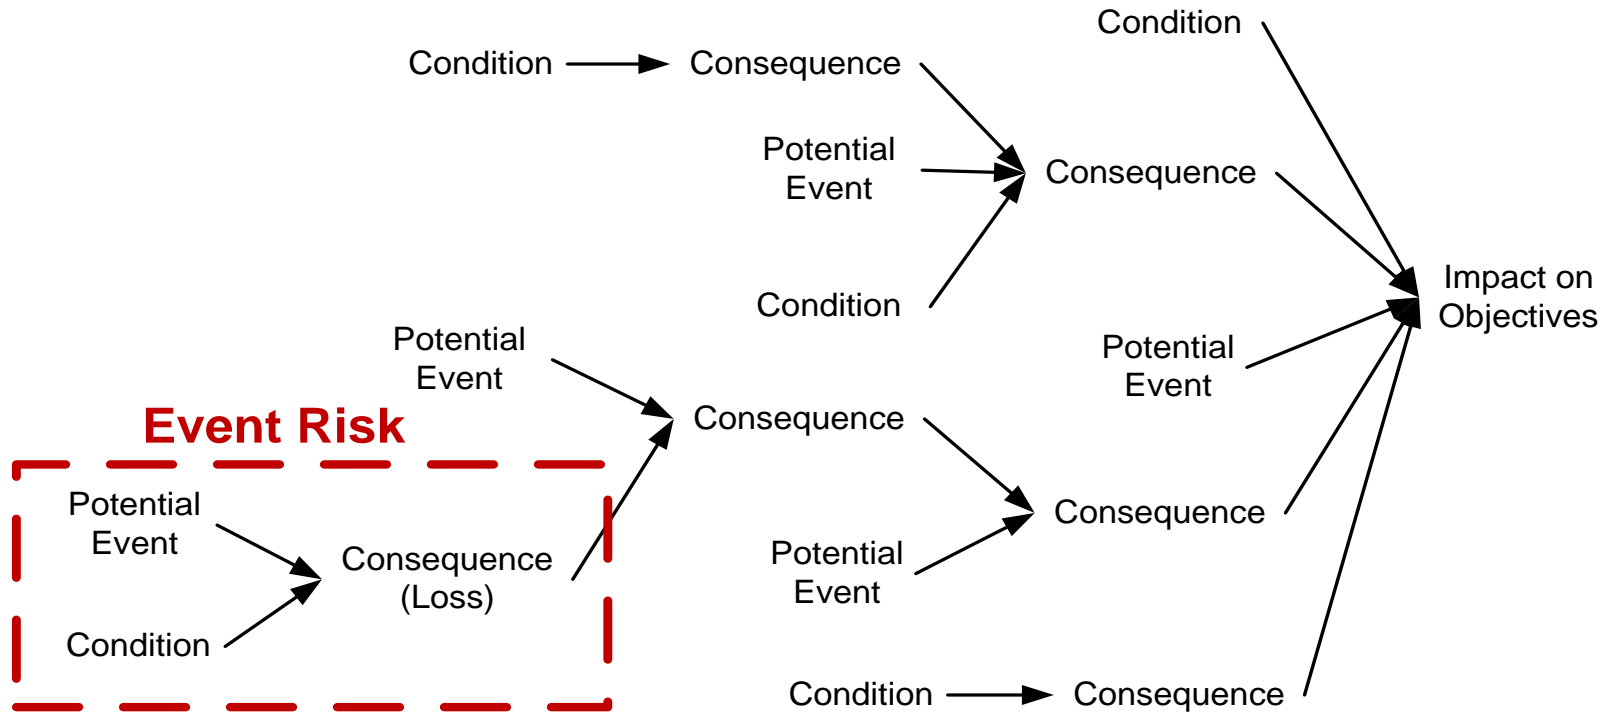 Condition
Condition
Consequence
Potential
Event
Consequence
Condition
Impact on
Objectives
Potential
Event
Potential
Event
Consequence
Event Risk
Potential
Event
Condition
Consequence
(Loss)
Consequence
Potential
Event
Condition
Consequence